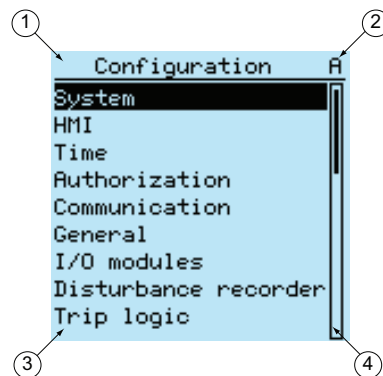 1 2
Configuration A
System
HMI
Time
Authorization
Communication
General
I/O modules
Disturbance recorder
Trip logic
3 4